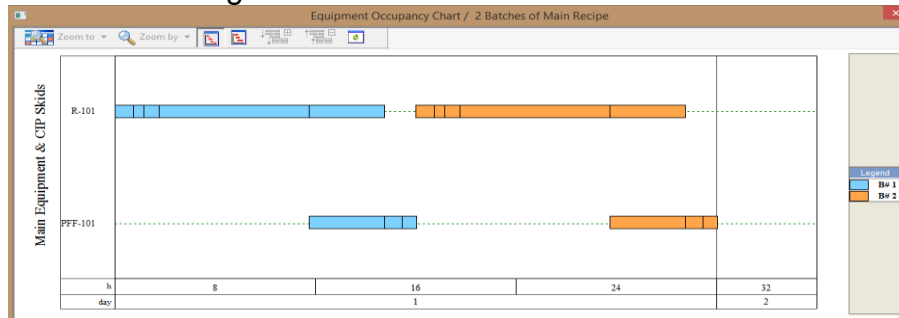 Equipment Occupancy Chart / 2 Batches of Main Recipe
Zoom to
Zoom by
Main Equipment & CIP Skids
R-101
PFF-101
h 8 16 24 32
day 1 2
Legend
B# 1
B# 2